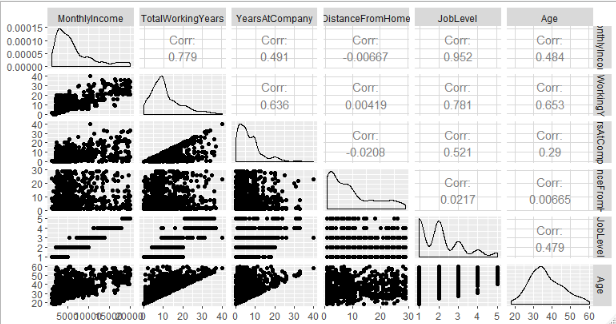 MonthlyIncome TotalWorkingYears YearsAtCompany DistanceFromHome JobLevel Age
0.00015
0.00010
0.00005
0.00000
Corr: Corr: Corr: Corr: Corr:
0.779 0.491 -0.00667 0.952 0.484
40
30
20
10
0
Corr: Corr: Corr: Corr:
0.636 0.00419 0.781 0.653
40
30
20
10
0
Corr: Corr: Corr:
-0.0208 0.521 0.29
30
20
10
0
Corr: Corr:
0.0217 0.00665
5
4
3
2
1
Corr:
0.479
JobLevel
60
50
40
30
20
Age
5000 10000 15000 20000 0 10 20 30 40 0 10 20 30 40 0 10 20 30 1 2 3 4 5 20 30 40 50 60